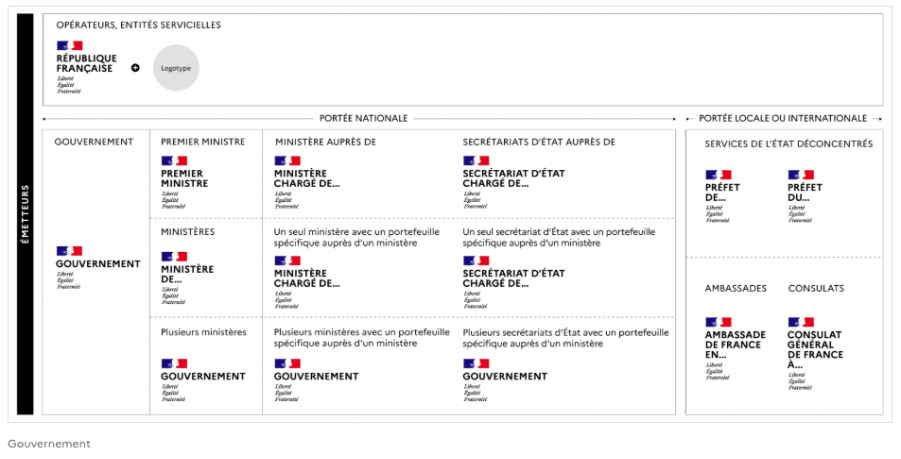 ÉMETTEURS
OPÉRATEURS, ENTITÉS SERVICIELLES
RÉPUBLIQUE
FRANÇAISE
Liberté
Égalité
Fraternité
Logotype
PORTÉE NATIONALE
PORTÉE LOCALE OU INTERNATIONALE
GOUVERNEMENT
GOUVERNEMENT
Liberté
Égalité
Fraternité
PREMIER MINISTRE
PREMIER
MINISTRE
Liberté
Égalité
Fraternité
MINISTÈRE AUPRÈS DE
MINISTÈRE
CHARGÉ DE...
Liberté
Égalité
Fraternité
SECRÉTARIATS D'ÉTAT AUPRÈS DE
SECRÉTARIAT D'ÉTAT
CHARGÉ DE...
Liberté
Égalité
Fraternité
MINISTÈRES
MINISTÈRE
DE...
Liberté
Égalité
Fraternité
Un seul ministère avec un portefeuille
spécifique auprès d'un ministère
MINISTÈRE
CHARGÉ DE...
Liberté
Égalité
Fraternité
Un seul secrétariat d'État avec un portefeuille
spécifique auprès d'un ministère
SECRÉTARIAT D'ÉTAT
CHARGÉ DE...
Liberté
Égalité
Fraternité
Plusieurs ministères
GOUVERNEMENT
Liberté
Égalité
Fraternité
Plusieurs ministères avec un portefeuille
spécifique auprès d'un ministère
GOUVERNEMENT
Liberté
Égalité
Fraternité
Plusieurs secrétariats d'État avec un portefeuille
spécifique auprès d'un ministère
GOUVERNEMENT
Liberté
Égalité
Fraternité
SERVICES DE L'ÉTAT DÉCONCENTRÉS
PRÉFET
DE...
Liberté
Égalité
Fraternité
PRÉFET
DU...
Liberté
Égalité
Fraternité
AMBASSADES
AMBASSADE
DE FRANCE
EN...
Liberté
Égalité
Fraternité
CONSULATS
CONSULAT
GÉNÉRAL
DE FRANCE
À...
Liberté
Égalité
Fraternité
Gouvernement